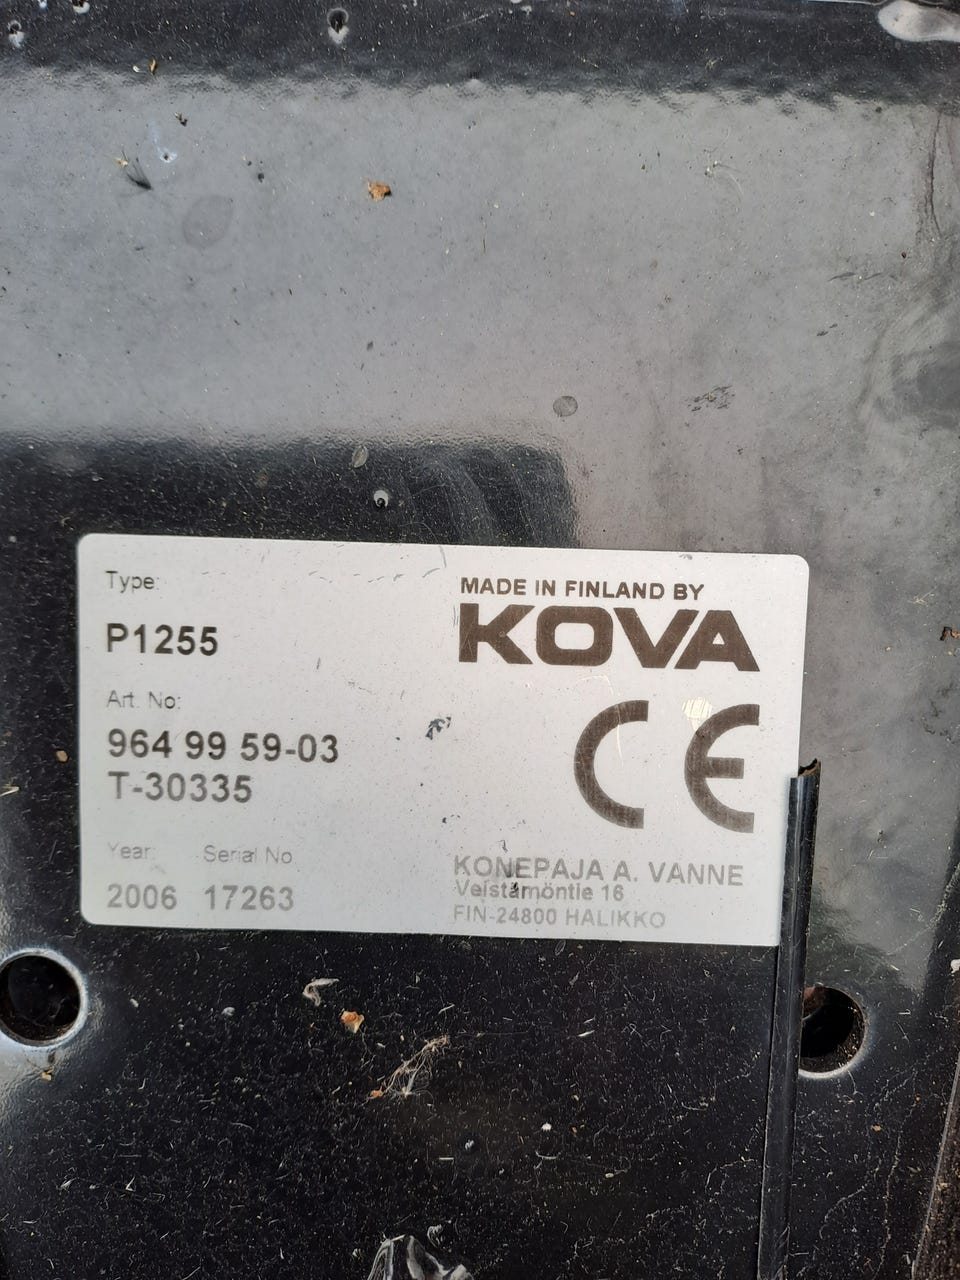 Type:
P1255
Art. No:
964 99 59-03
T-30335
Year: Serial No
2006 17263
MADE IN FINLAND BY
KOVA
CE
KONEPAJA A. VANNE
Veistämöntie 16
FIN-24800 HALIKKO